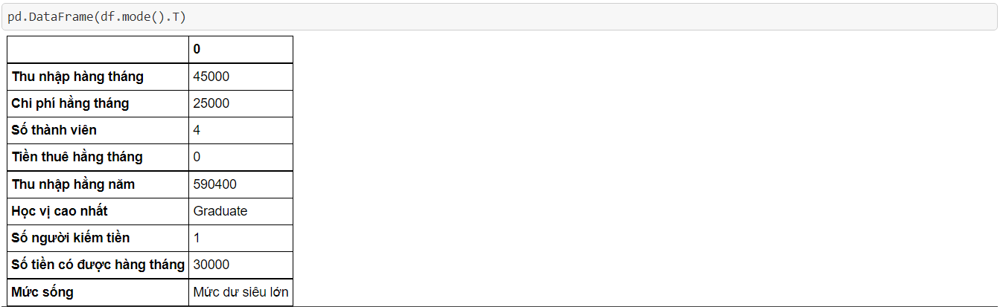 pd.DataFrame(df.mode().T)
0
Thu nhập hàng tháng 45000
Chi phí hằng tháng 25000
Số thành viên 4
Tiền thuê hằng tháng 0
Thu nhập hằng năm 590400
Học vị cao nhất Graduate
Số người kiếm tiền 1
Số tiền có được hàng tháng 30000
Mức sống Mức dư siêu lớn